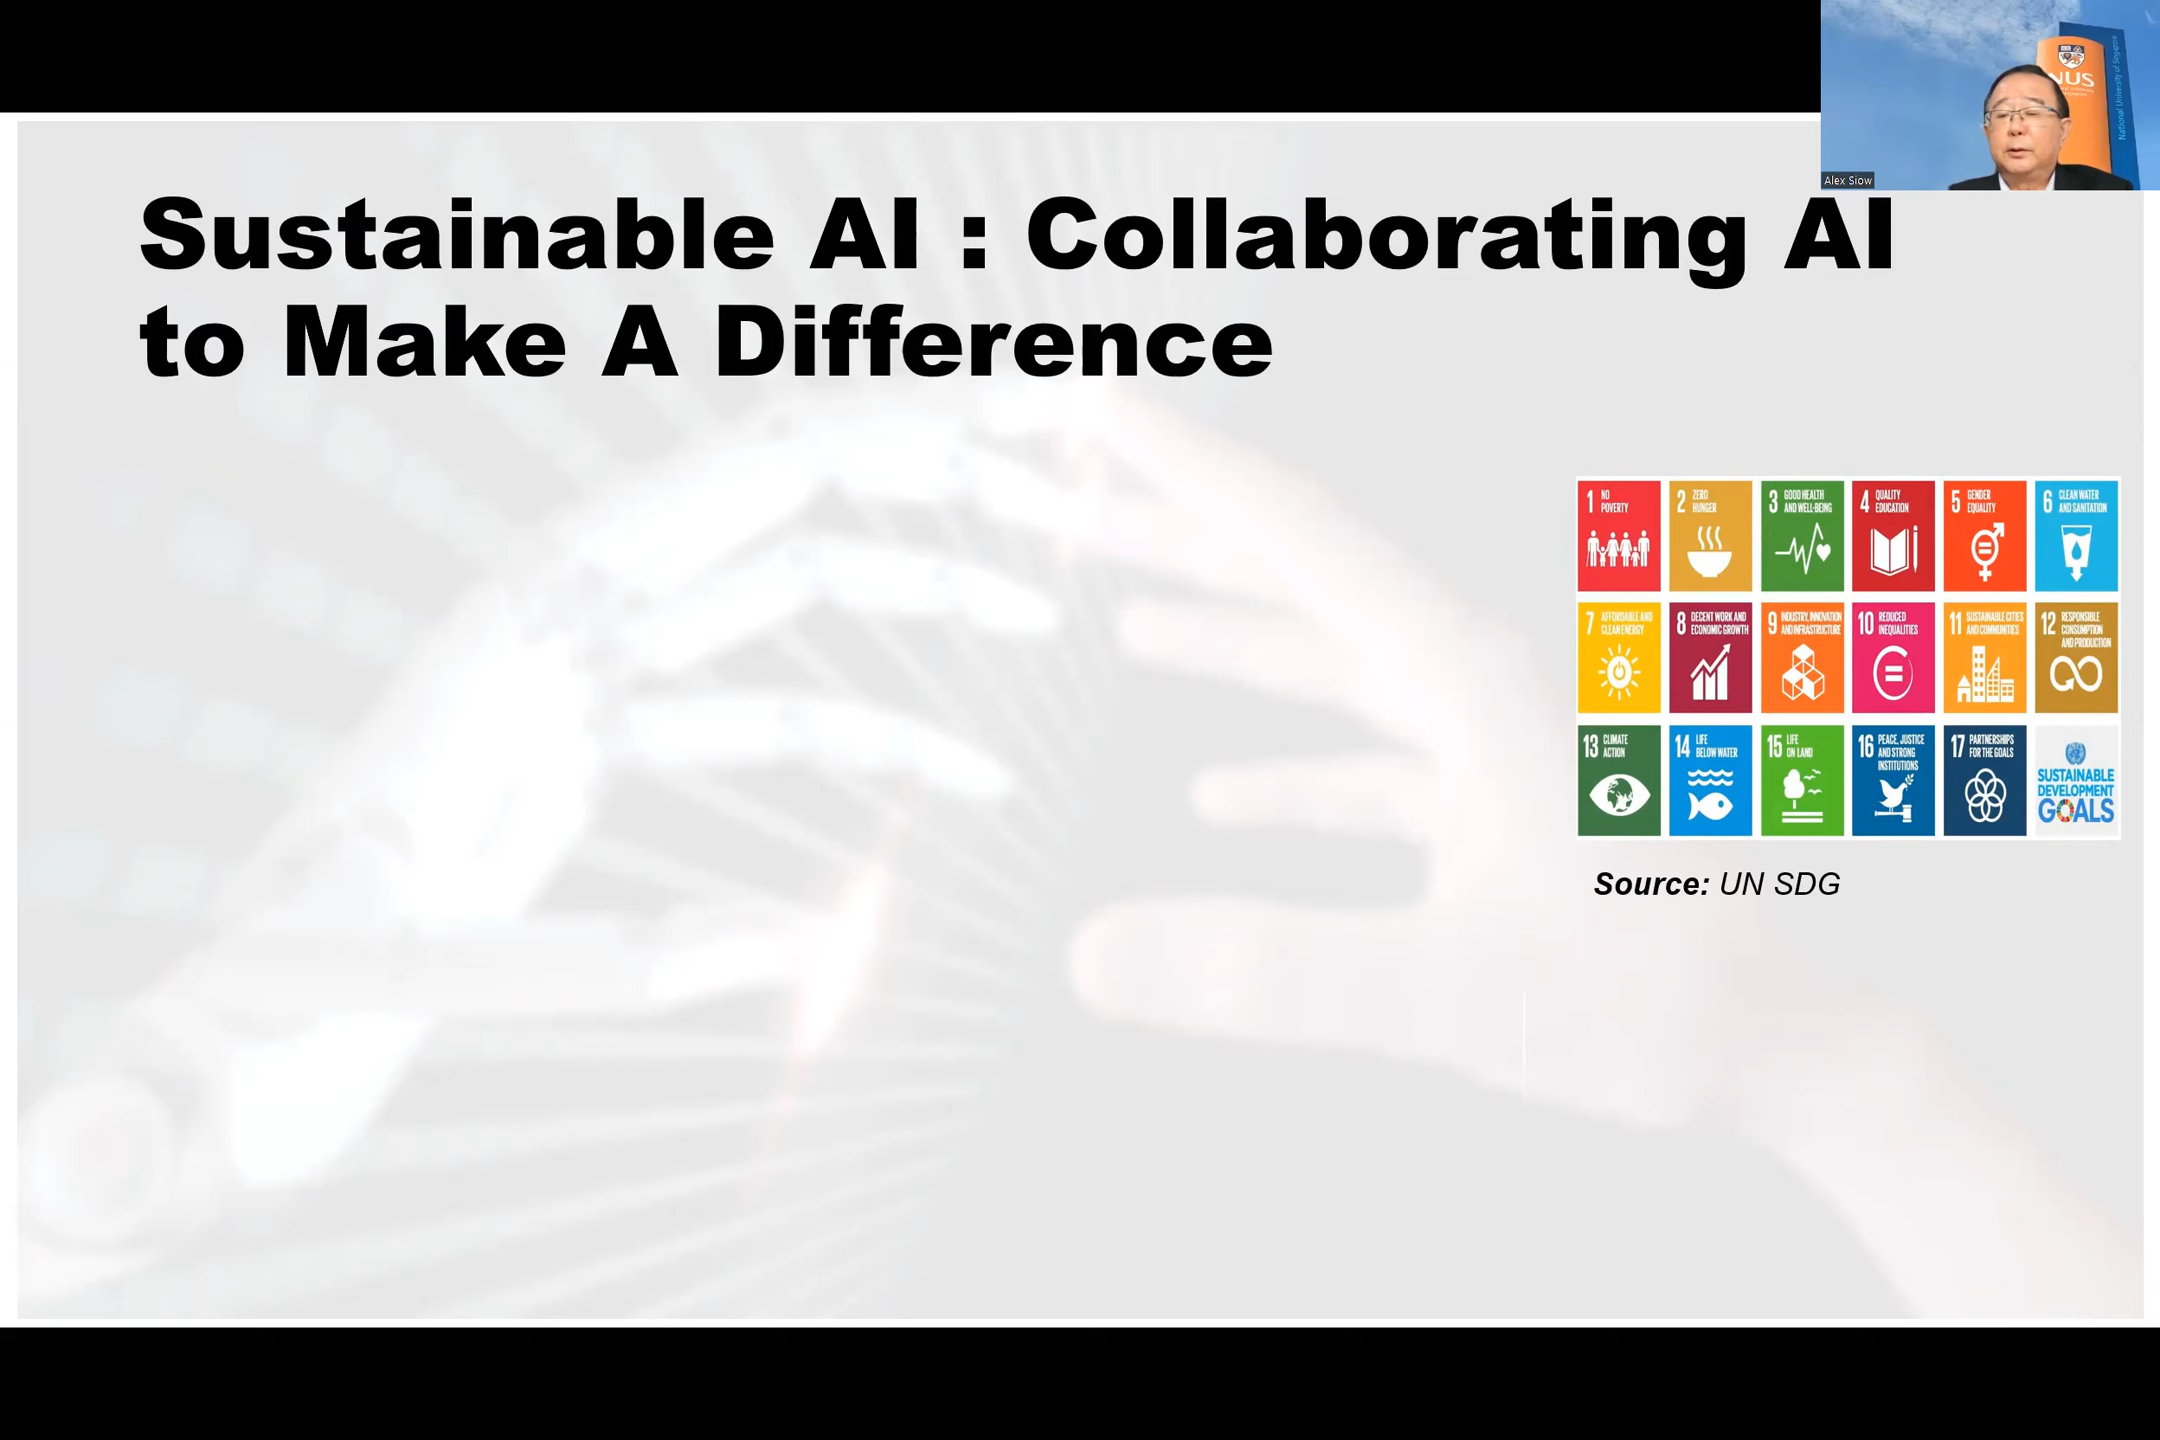 NUS
National University of Singapore
Alex Siow
Sustainable AI : Collaborating AI
to Make A Difference
1 NO
POVERTY
2 ZERO
HUNGER
3 GOOD HEALTH
AND WELL-BEING
4 QUALITY
EDUCATION
5 GENDER
EQUALITY
6 CLEAN WATER
AND SANITATION
7 AFFORDABLE AND
CLEAN ENERGY
8 DECENT WORK AND
ECONOMIC GROWTH
9 INDUSTRY, INNOVATION
AND INFRASTRUCTURE
10 REDUCED
INEQUALITIES
11 SUSTAINABLE CITIES
AND COMMUNITIES
12 RESPONSIBLE
CONSUMPTION
AND PRODUCTION
13 CLIMATE
ACTION
14 LIFE
BELOW WATER
15 LIFE
ON LAND
16 PEACE, JUSTICE
AND STRONG
INSTITUTIONS
17 PARTNERSHIPS
FOR THE GOALS
SUSTAINABLE
DEVELOPMENT
GOALS
Source: UN SDG